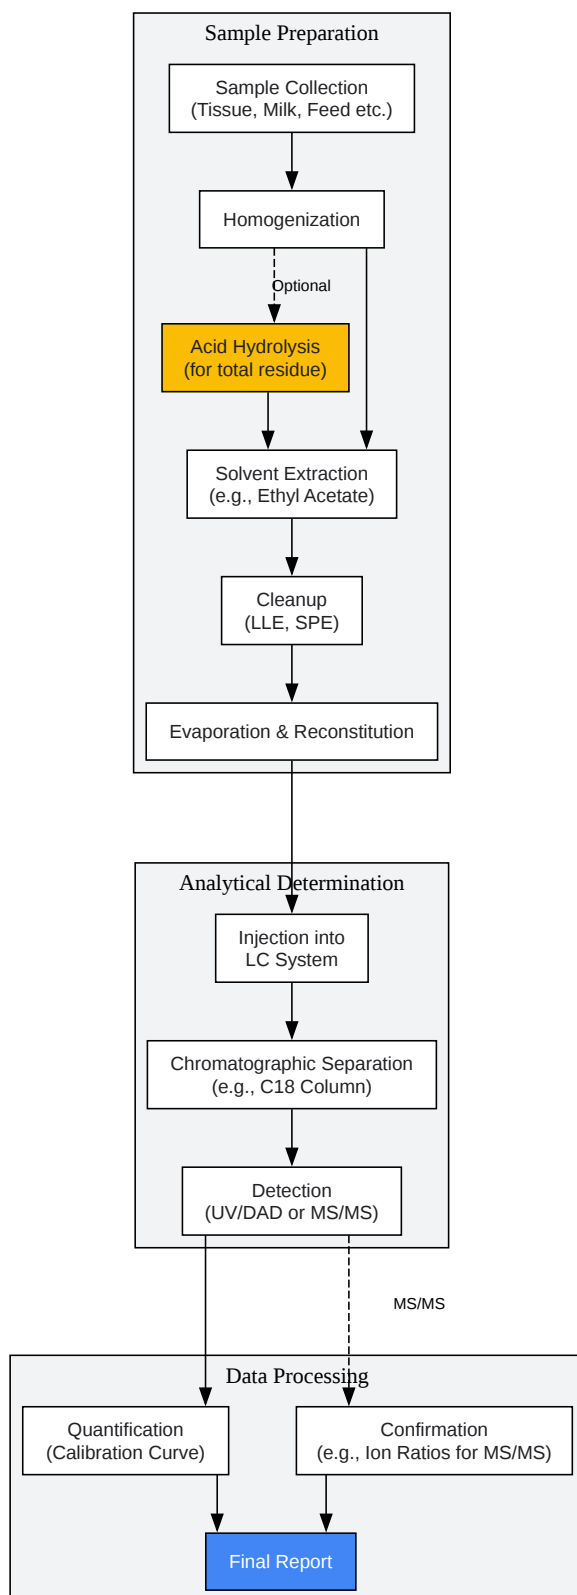 Sample Preparation
Sample Collection
(Tissue, Milk, Feed etc.)
Homogenization
Optional
Acid Hydrolysis
(for total residue)
Solvent Extraction
(e.g., Ethyl Acetate)
Cleanup
(LLE, SPE)
Evaporation & Reconstitution
Analytical Determination
Injection into
LC System
Chromatographic Separation
(e.g., C18 Column)
Detection
(UV/DAD or MS/MS)
MS/MS
Data Processing
Quantification
(Calibration Curve)
Confirmation
(e.g., Ion Ratios for MS/MS)
Final Report